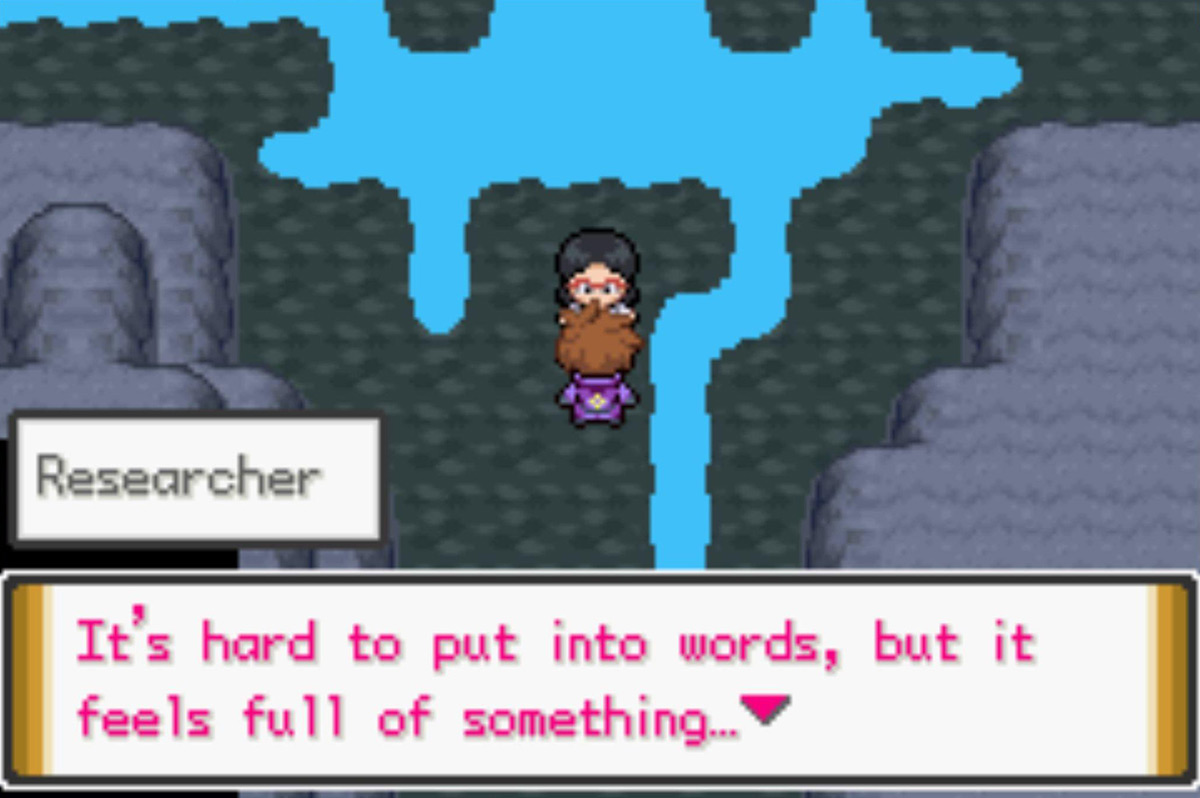 Researcher
It's hard to put into words, but it
feels full of something…